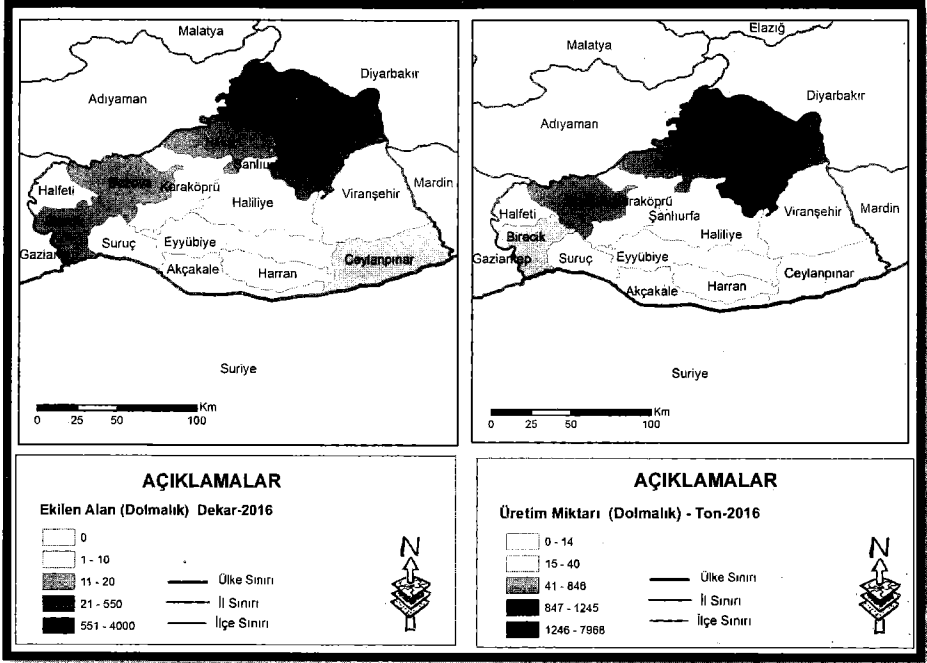 Malatya
Adıyaman
Diyarbakır
Şanlıur
Halfeti
Karaköprü
Mardin
Viranşehir
Haliliye
Suruç
Eyyübiye
Gazian
Akçakale
Harran
Ceylanpınar
Suriye
Km
0 25 50 100
Elazığ
Malatya
Diyarbakır
Adıyaman
Halfeti
araköprü
Şanlıurfa
Viranşehir
Mardin
Birecik
Haliliye
Gaziantep
Suruç
Eyyübiye
Ceylanpınar
Akçakale
Harran
Suriye
Km
0 25 50 100
AÇIKLAMALAR
Ekilen Alan (Dolmalık) Dekar-2016
0
1 - 10
11 - 20
21 - 550
551 - 4000
Ülke Sınırı
İl Sınırı
İlçe Sınırı
N
AÇIKLAMALAR
Üretim Miktarı (Dolmalık) - Ton-2016
0 - 14
15 - 40
41 - 846
847 - 1245
1246 - 7968
Ülke Sınırı
İl Sınırı
İlçe Sınırı
N